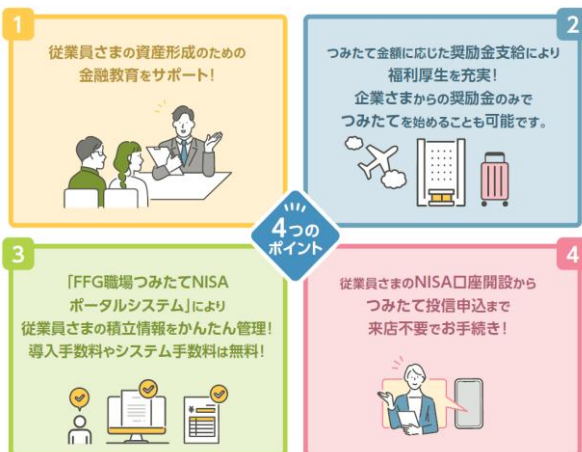 1
従業員さまの資産形成のための
金融教育をサポート!
2
つみたて金額に応じた奨励金支給により
福利厚生を充実!
企業さまからの奨励金のみで
つみたてを始めることも可能です。
4つの
ポイント
3
「FFG職場つみたてNISA
ポータルシステム」により
従業員さまの積立情報をかんたん管理!
導入手数料やシステム手数料は無料!
4
従業員さまのNISA口座開設から
つみたて投信申込まで
来店不要でお手続き!